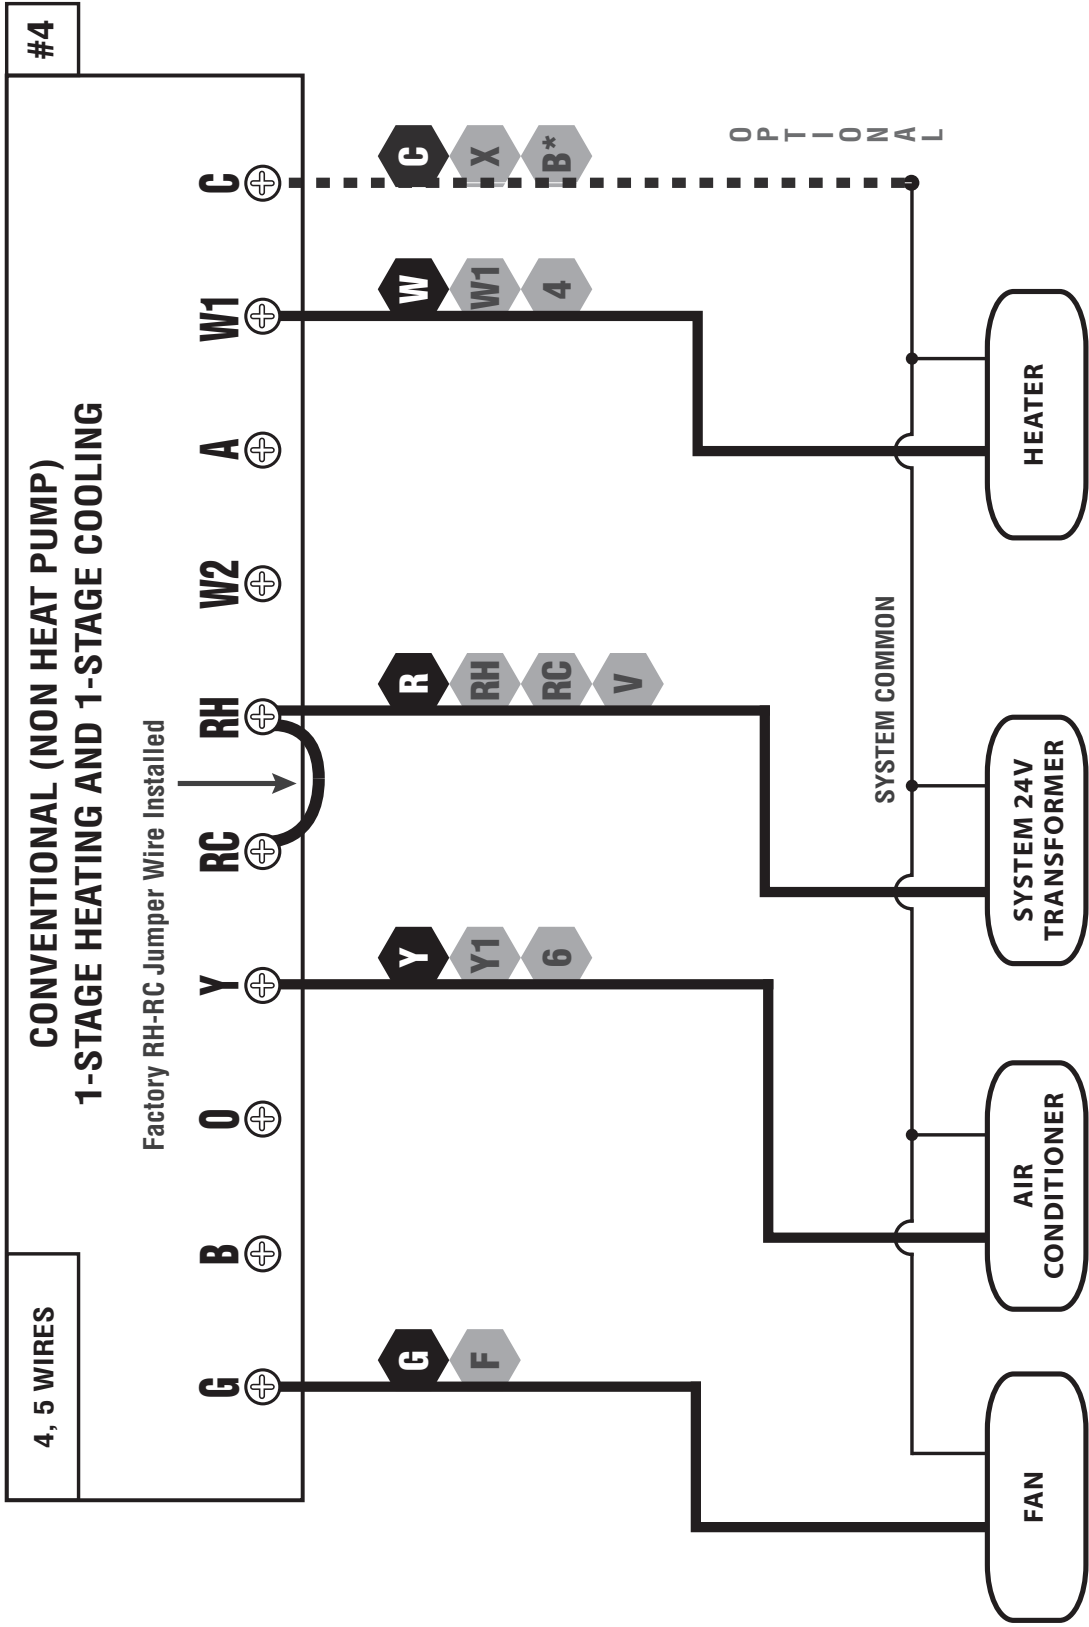 4, 5 WIRES
#4
CONVENTIONAL (NON HEAT PUMP)
1-STAGE HEATING AND 1-STAGE COOLING
Factory RH-RC Jumper Wire Installed
G B O Y RC RH W2 A W1 C
G
F
Y
Y1
6
R
RH
RC
V
W
W1
4
C
X
B*
OPTIONAL
SYSTEM COMMON
FAN
AIR
CONDITIONER
SYSTEM 24V
TRANSFORMER
HEATER